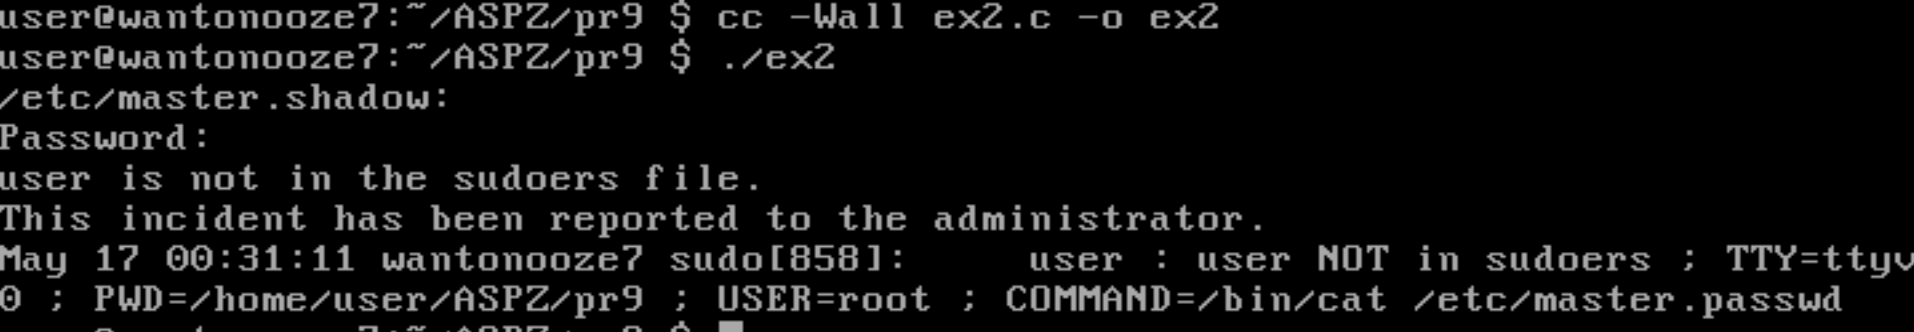 user@wantonooze7:~/ASPZ/pr9 $ cc -Wall ex2.c -o ex2
user@wantonooze7:~/ASPZ/pr9 $ ./ex2
/etc/master.shadow:
Password:
user is not in the sudoers file.
This incident has been reported to the administrator.
May 17 00:31:11 wantonooze7 sudo[858]:     user : user NOT in sudoers ; TTY=ttyv
0 ; PWD=/home/user/ASPZ/pr9 ; USER=root ; COMMAND=/bin/cat /etc/master.passwd